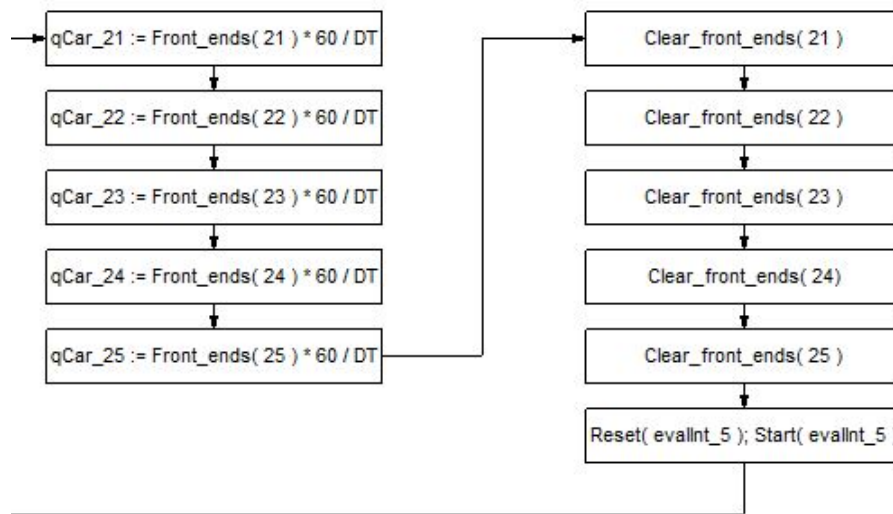 qCar_21 := Front_ends( 21 ) * 60 / DT
qCar_22 := Front_ends( 22 ) * 60 / DT
qCar_23 := Front_ends( 23 ) * 60 / DT
qCar_24 := Front_ends( 24 ) * 60 / DT
qCar_25 := Front_ends( 25 ) * 60 / DT
Clear_front_ends( 21 )
Clear_front_ends( 22 )
Clear_front_ends( 23 )
Clear_front_ends( 24)
Clear_front_ends( 25 )
Reset( evalInt_5 ); Start( evalInt_5